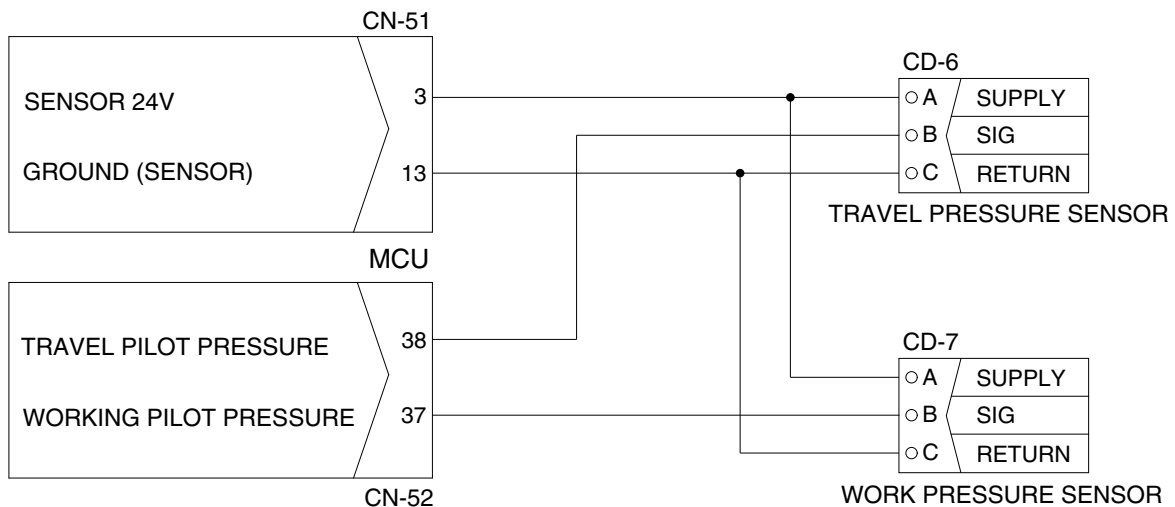 CN-51
SENSOR 24V
3
GROUND (SENSOR)
13
MCU
TRAVEL PILOT PRESSURE
38
WORKING PILOT PRESSURE
37
CN-52
CD-6
A SUPPLY
B SIG
C RETURN
TRAVEL PRESSURE SENSOR
CD-7
A SUPPLY
B SIG
C RETURN
WORK PRESSURE SENSOR